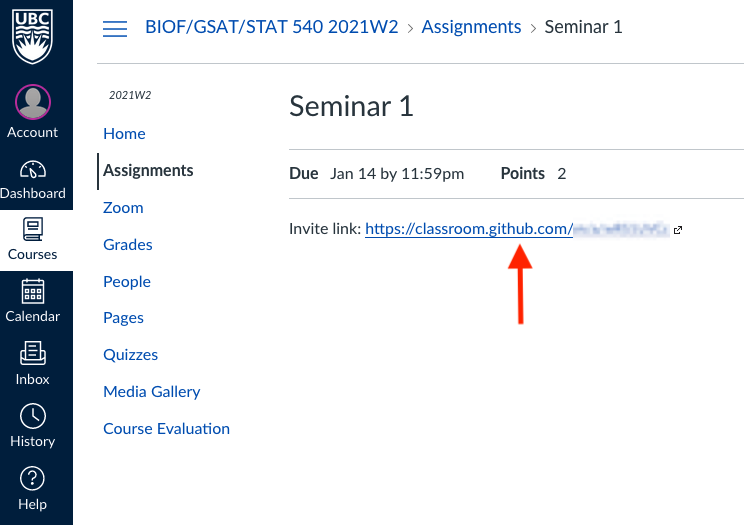 UBC
BIOF/GSAT/STAT 540 2021W2 > Assignments > Seminar 1
Account
Dashboard
Courses
Calendar
Inbox
History
Help
2021W2
Home
Assignments
Zoom
Grades
People
Pages
Quizzes
Media Gallery
Course Evaluation
Seminar 1
Due Jan 14 by 11:59pm Points 2
Invite link: https://classroom.github.com/